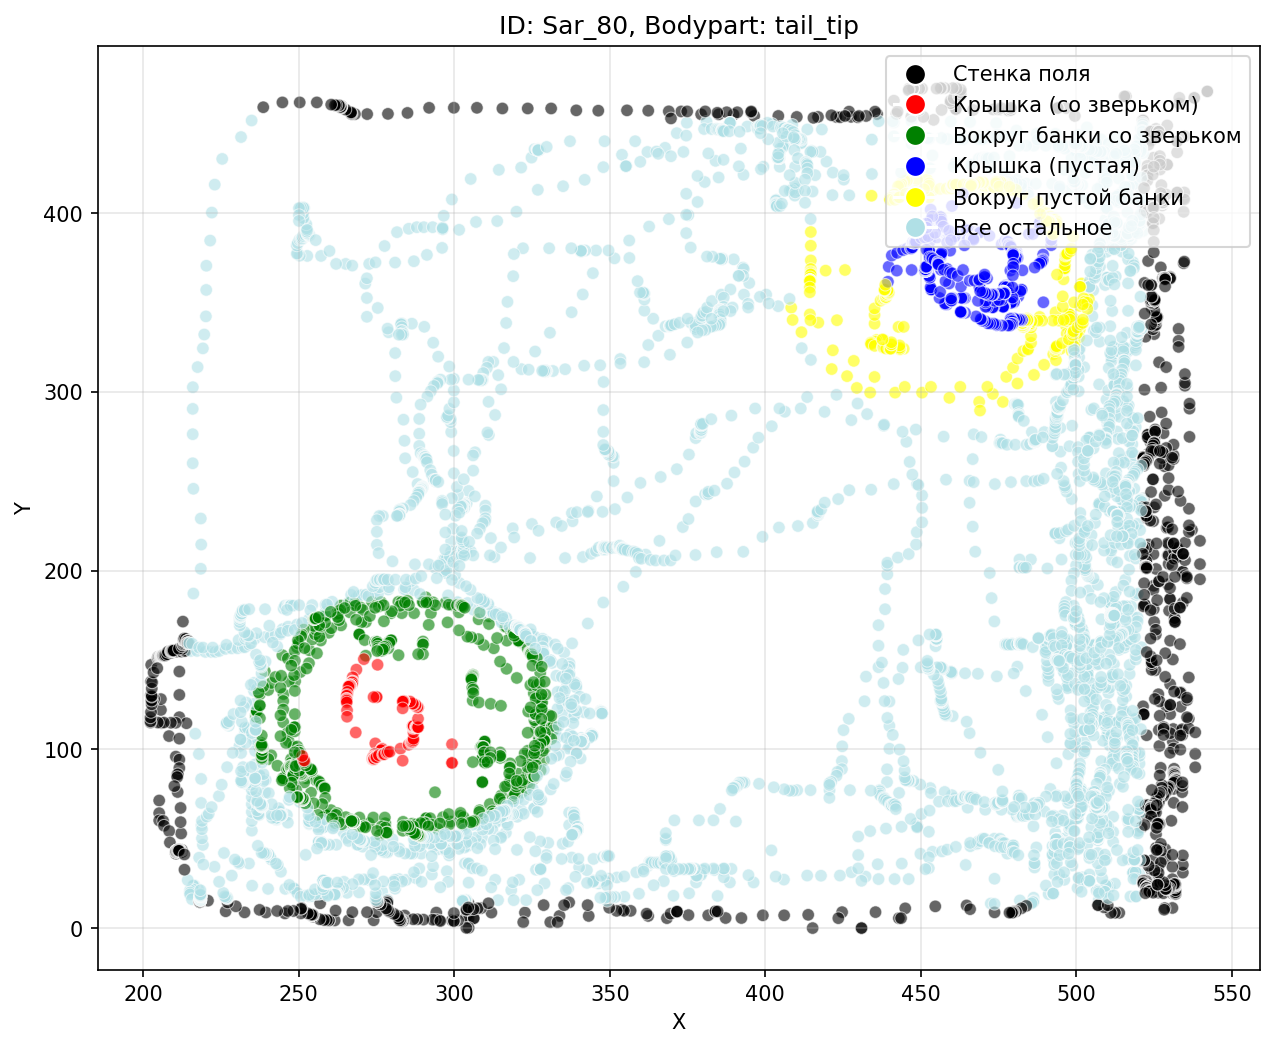 ID: Sar_80, Bodypart: tail_tip
Стенка поля
Крышка (со зверьком)
Вокруг банки со зверьком
Крышка (пустая)
Вокруг пустой банки
Все остальное
Y
400
300
200
100
0
200 250 300 350 400 450 500 550
X